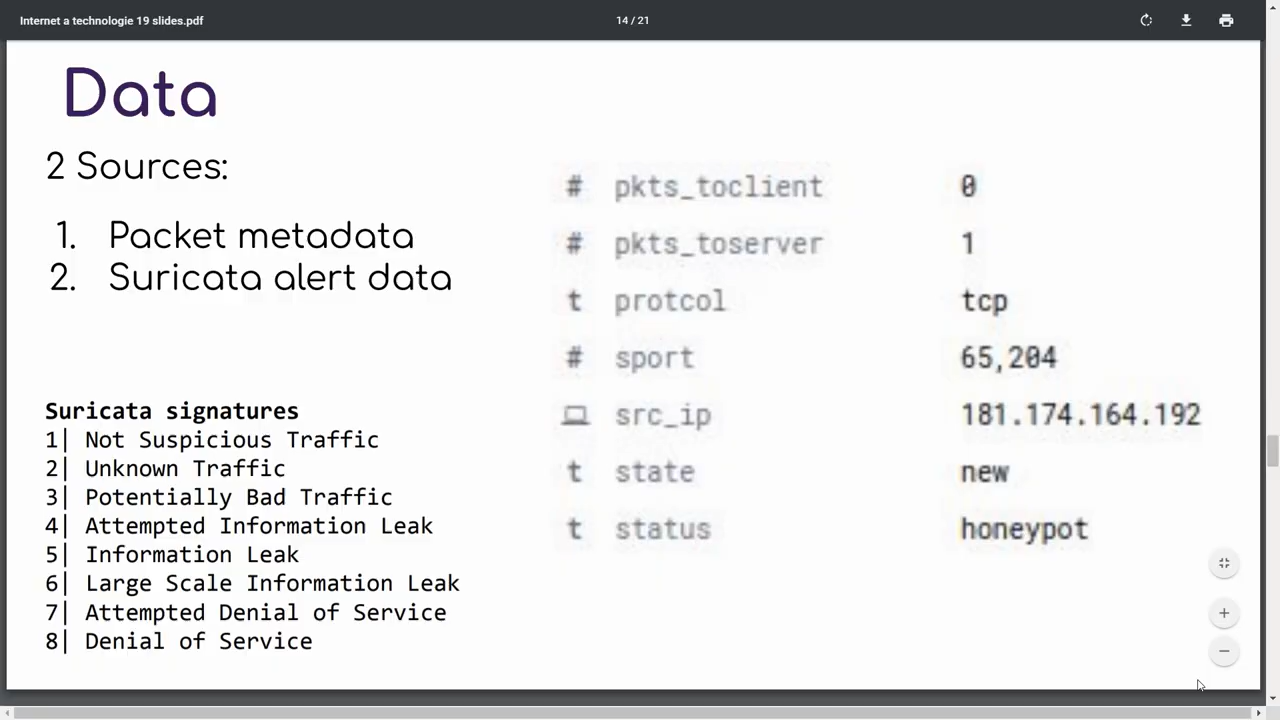 Internet a technologie 19 slides.pdf
14 / 21
Data
2 Sources:
1. Packet metadata
2. Suricata alert data
Suricata signatures
1| Not Suspicious Traffic
2| Unknown Traffic
3| Potentially Bad Traffic
4| Attempted Information Leak
5| Information Leak
6| Large Scale Information Leak
7| Attempted Denial of Service
8| Denial of Service
# pkts_toclient 0
# pkts_toserver 1
t protcol tcp
# sport 65,204
src_ip 181.174.164.192
t state new
t status honeypot